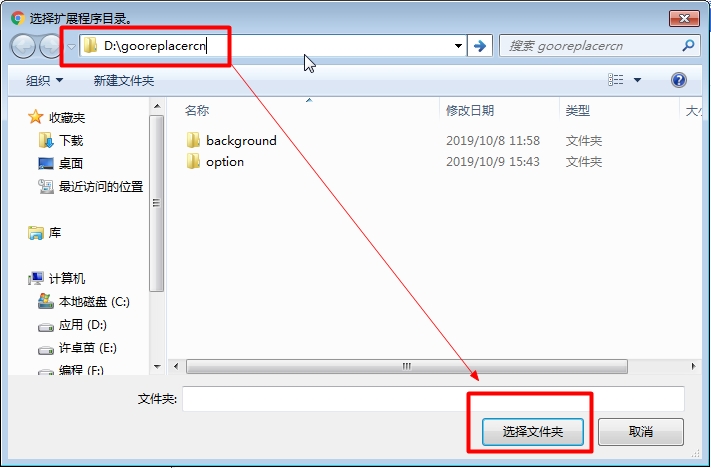 选择扩展程序目录。
D:\gooreplacercn
搜索 gooreplacercn
组织 新建文件夹
名称 修改日期 类型 大小
收藏夹
下载
桌面
最近访问的位置
库
计算机
本地磁盘 (C:)
应用 (D:)
许卓苗 (E:)
编程 (F:)
background 2019/10/8 11:58 文件夹
option 2019/10/9 15:43 文件夹
文件夹:
选择文件夹 取消